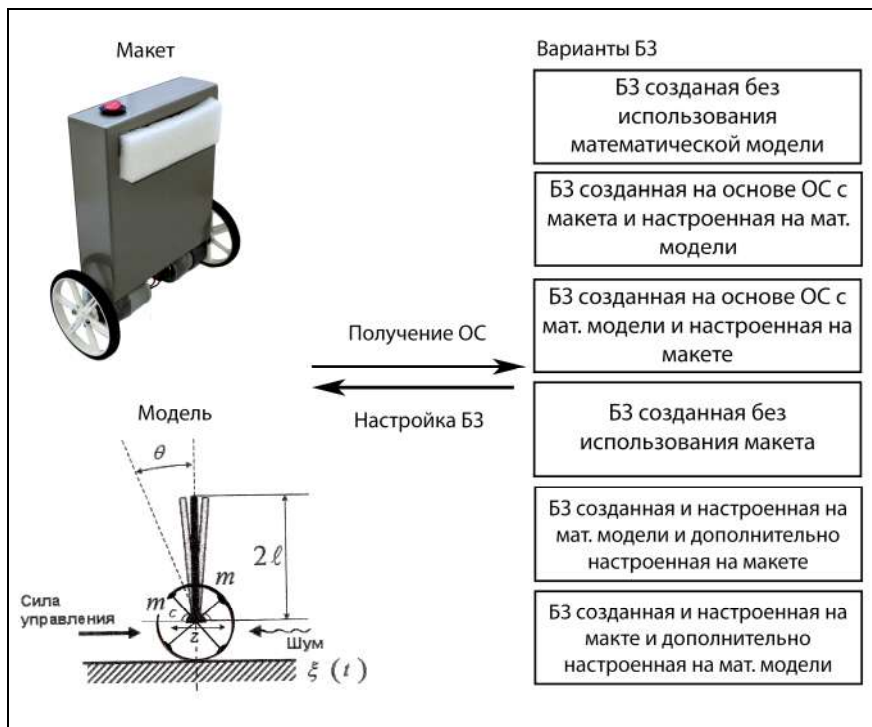 Макет
Варианты БЗ
БЗ созданая без
использования
математической модели
БЗ созданная на основе ОС с
макета и настроенная на мат.
модели
БЗ созданная на основе ОС с
мат. модели и настроенная на
макете
Получение ОС
Настройка БЗ
БЗ созданная без
использования макета
БЗ созданная и настроенная на
мат. модели и дополнительно
настроенная на макете
БЗ созданная и настроенная на
макте и дополнительно
настроенная на мат. модели
Модель
θ
2ℓ
m
m c
z
Сила
управления
Шум
ξ (t)